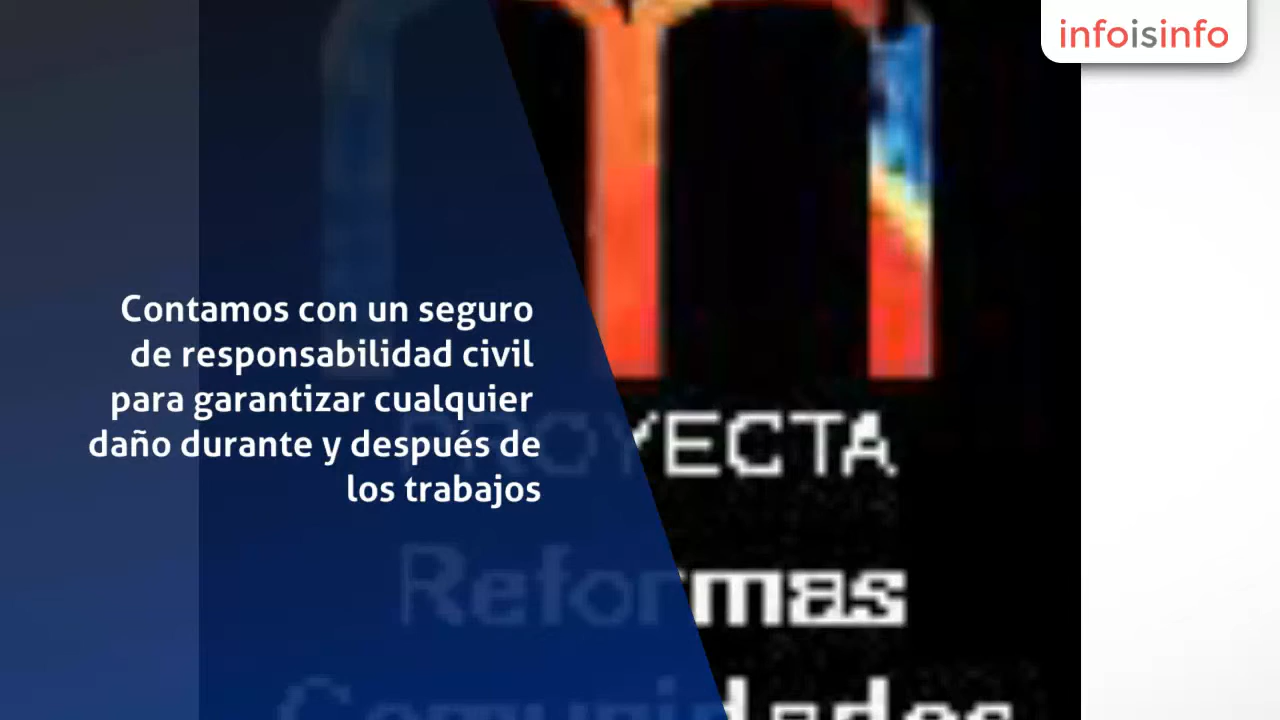 infoisinfo
Contamos con un seguro
de responsabilidad civil
para garantizar cualquier
daño durante y después de
los trabajos
PROYECTA
Reformas
Comunidades